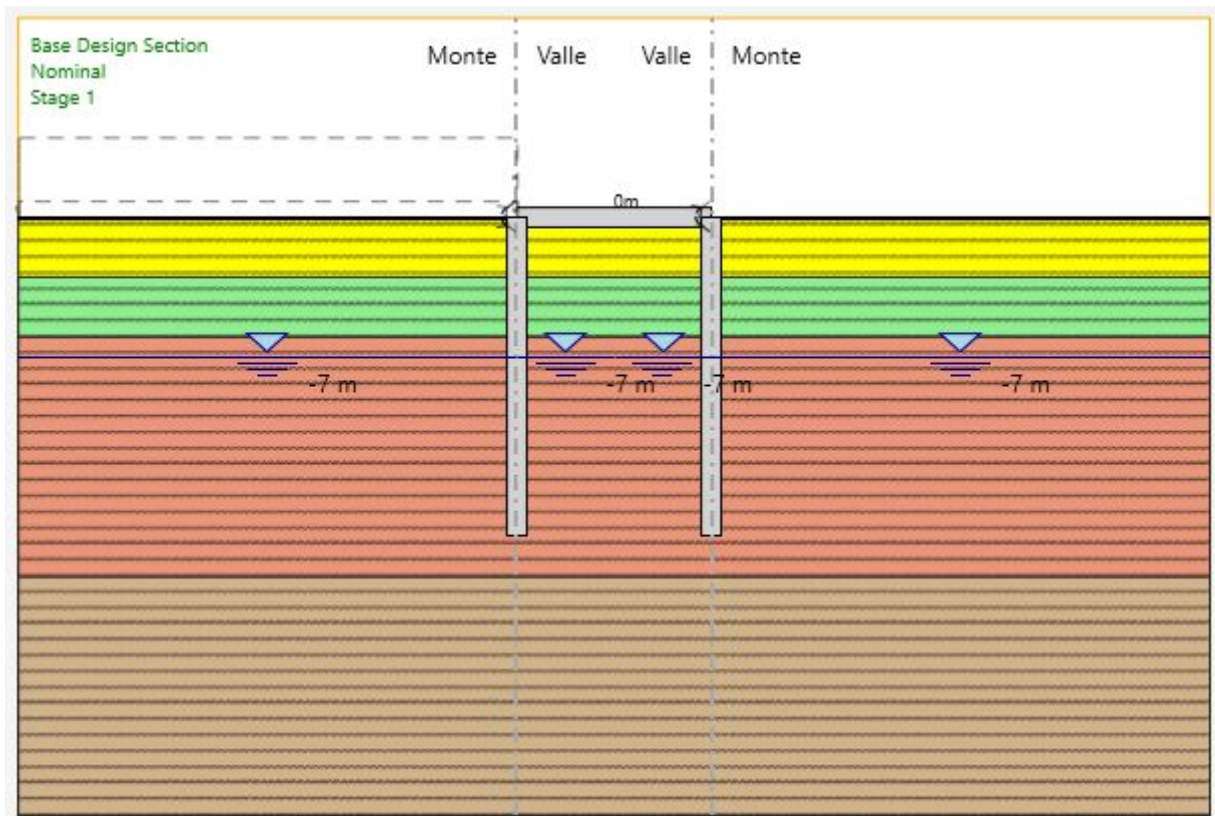 Base Design Section
Nominal
Stage 1
Monte Valle Valle Monte
0m
-7 m -7 m -7 m -7 m